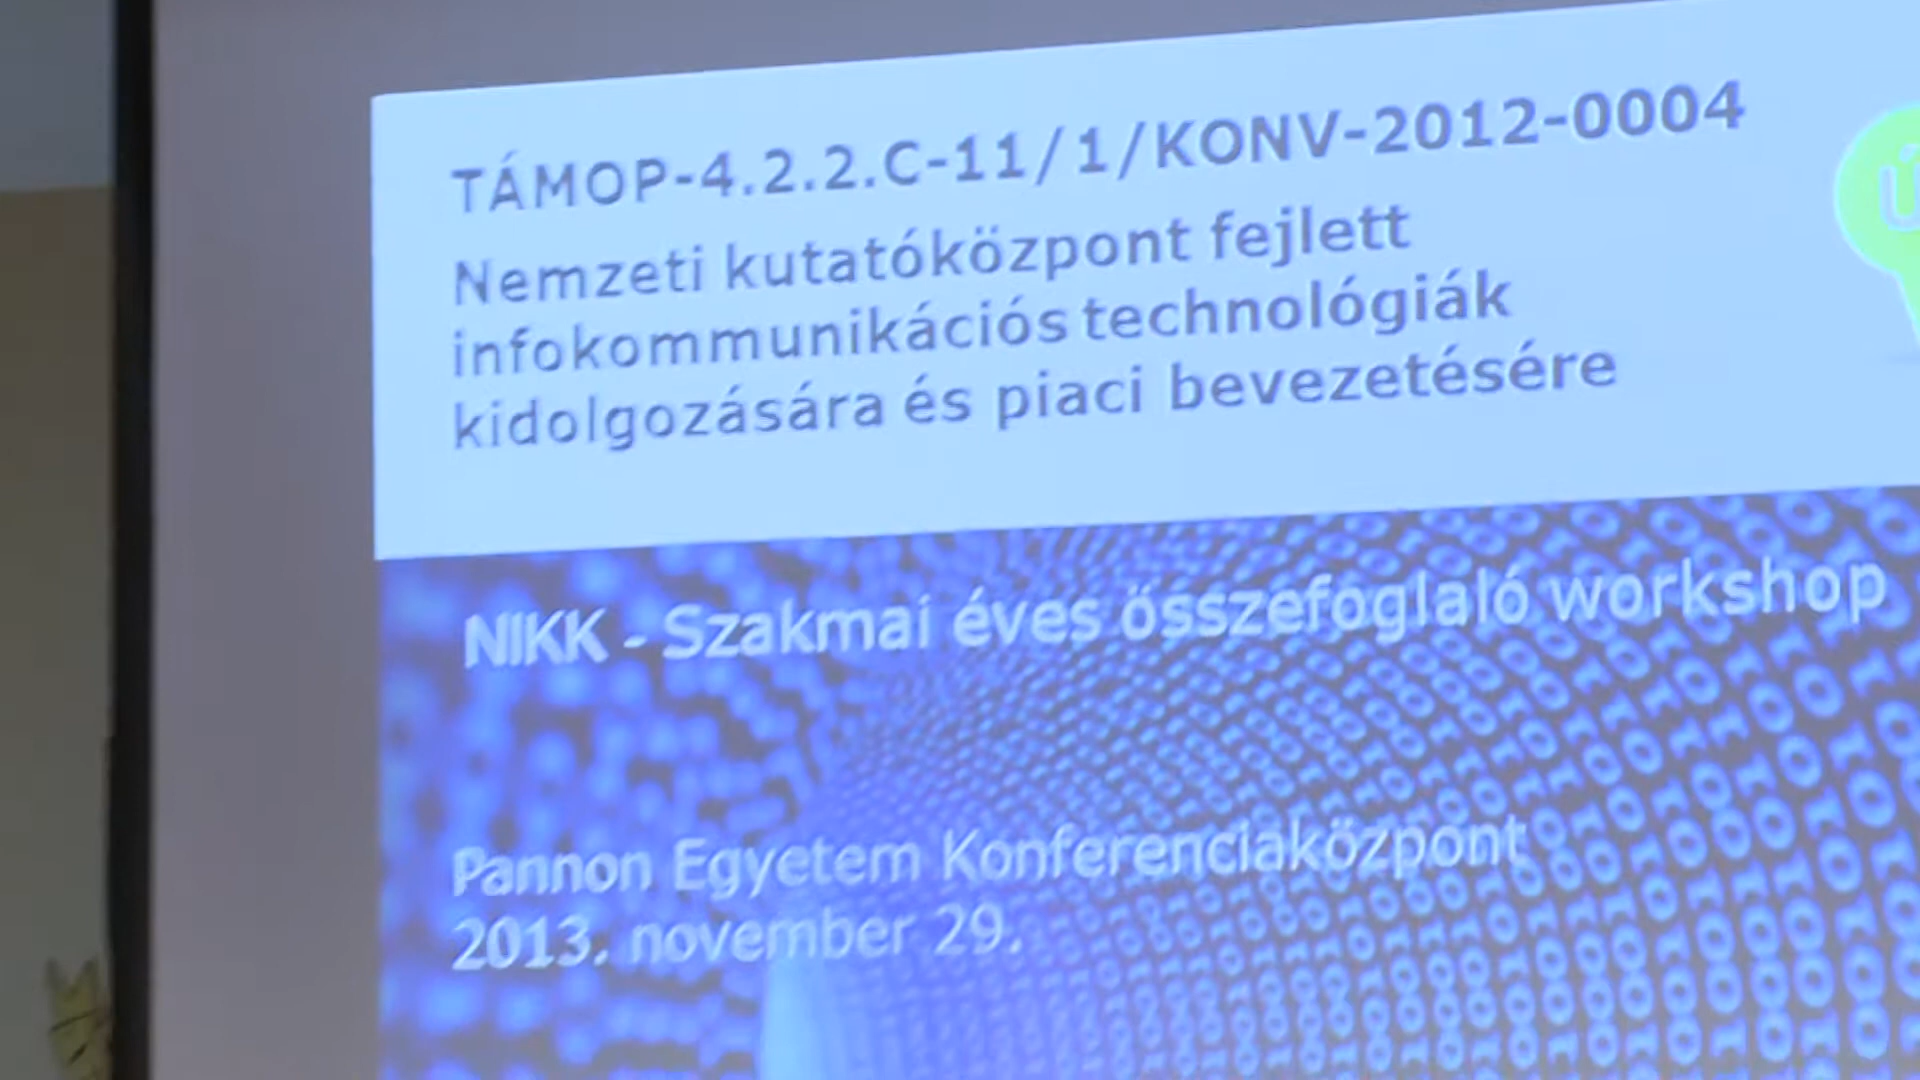 TÁMOP-4.2.2.C-11/1/KONV-2012-0004
Nemzeti kutatóközpont fejlett
infokommunikációs technológiák
kidolgozására és piaci bevezetésére
NIKK - Szakmai éves összefoglaló workshop
Pannon Egyetem Konferenciaközpont
2013. november 29.